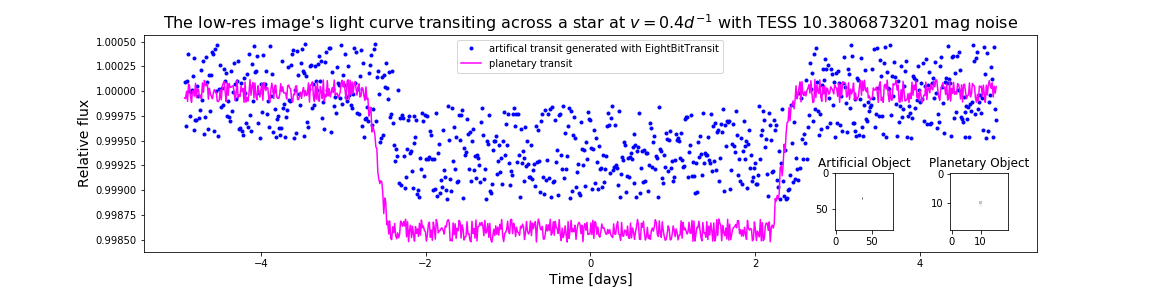 The low-res image's light curve transiting across a star at v = 0.4d⁻¹ with TESS 10.3806873201 mag noise
artifical transit generated with EightBitTransit
planetary transit
Relative flux
1.00050
1.00025
1.00000
0.99975
0.99950
0.99925
0.99900
0.99875
0.99850
Artificial Object
0
50
0 50
Planetary Object
0
10
0 10
−4 −2 0 2 4
Time [days]